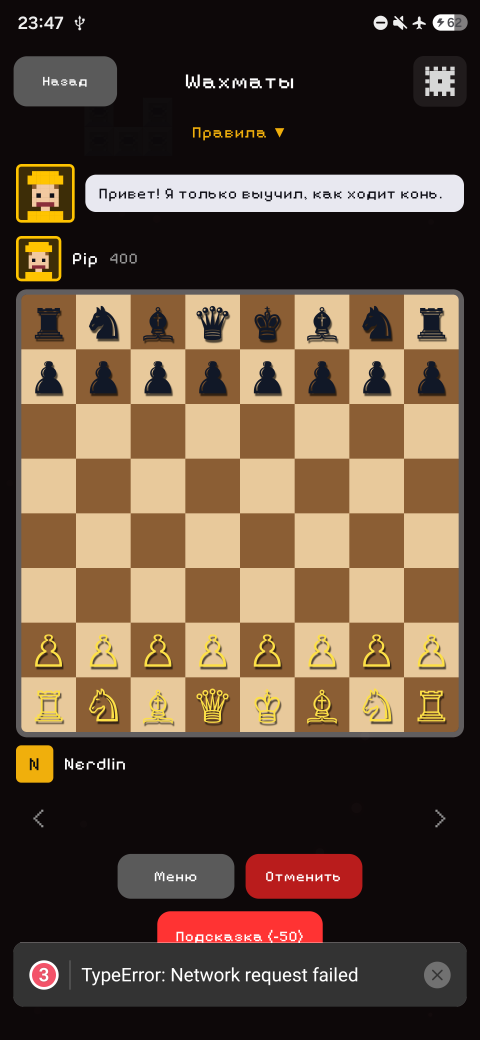 23:47
62
Назад
Шахматы
Правила ▼
Привет! Я только выучил, как ходит конь.
Pip 400
N Nerdlin
Меню
Отменить
Подсказка (-50)
3 TypeError: Network request failed